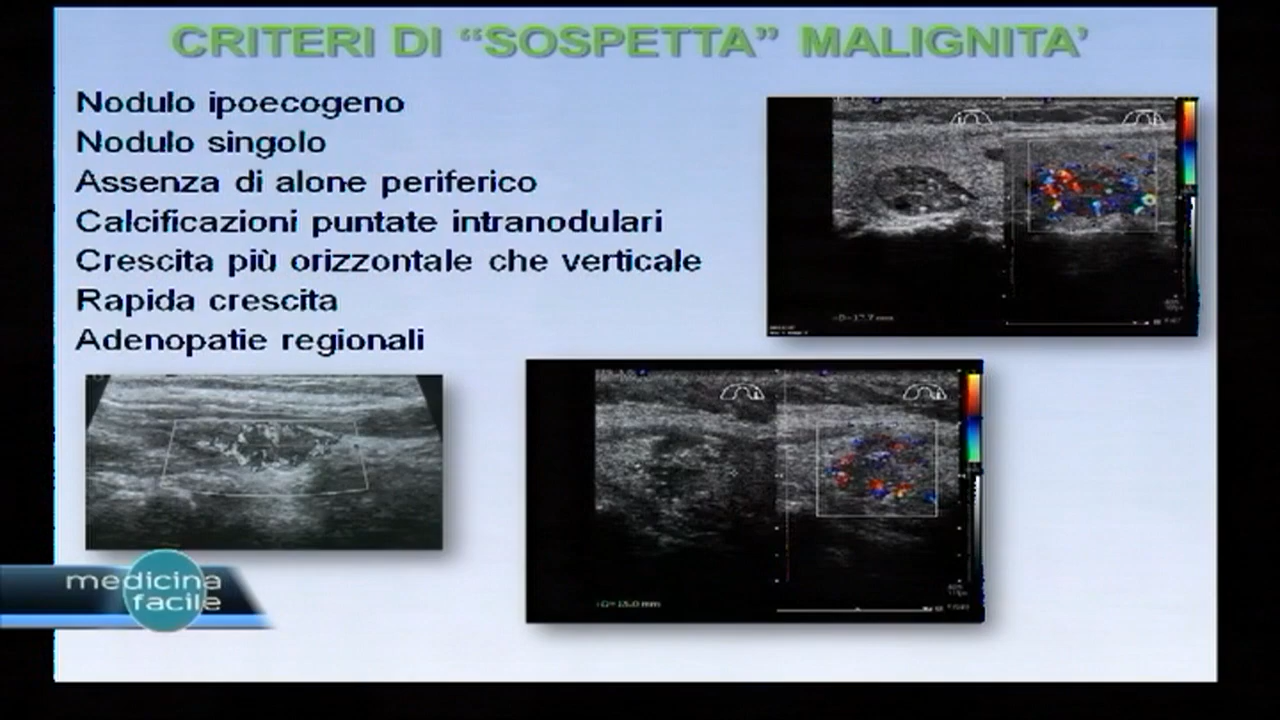 CRITERI DI “SOSPETTA” MALIGNITA’
Nodulo ipoecogeno
Nodulo singolo
Assenza di alone periferico
Calcificazioni puntate intranodulari
Crescita più orizzontale che verticale
Rapida crescita
Adenopatie regionali
medicina
facile